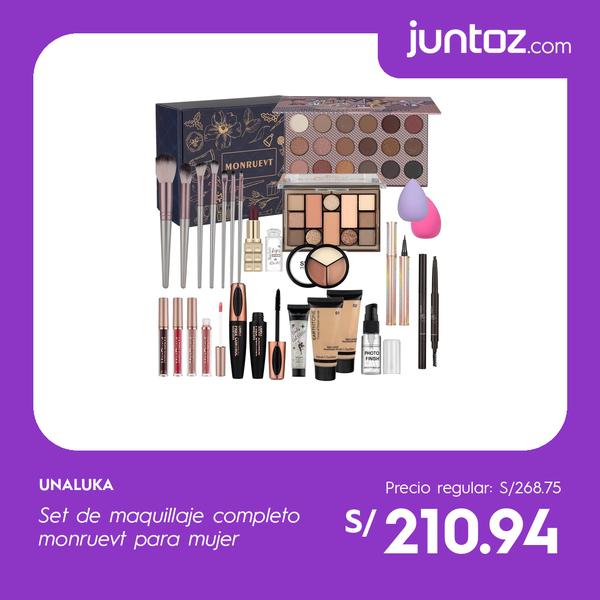 juntoz.com
MONRUEVT
PHOTO
FINISH
UNALUKA
Set de maquillaje completo
monruevt para mujer
Precio regular: S/268.75
S/210.94